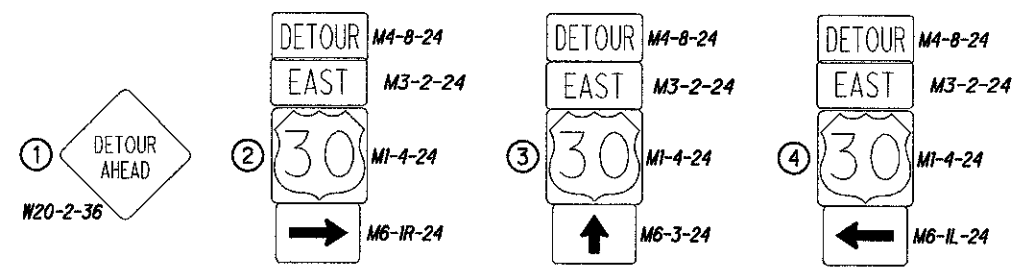 1
DETOUR
AHEAD
W20-2-36
2
DETOUR M4-8-24
EAST M3-2-24
30 M1-4-24
M6-1R-24
3
DETOUR M4-8-24
EAST M3-2-24
30 M1-4-24
M6-3-24
4
DETOUR M4-8-24
EAST M3-2-24
30 M1-4-24
M6-1L-24